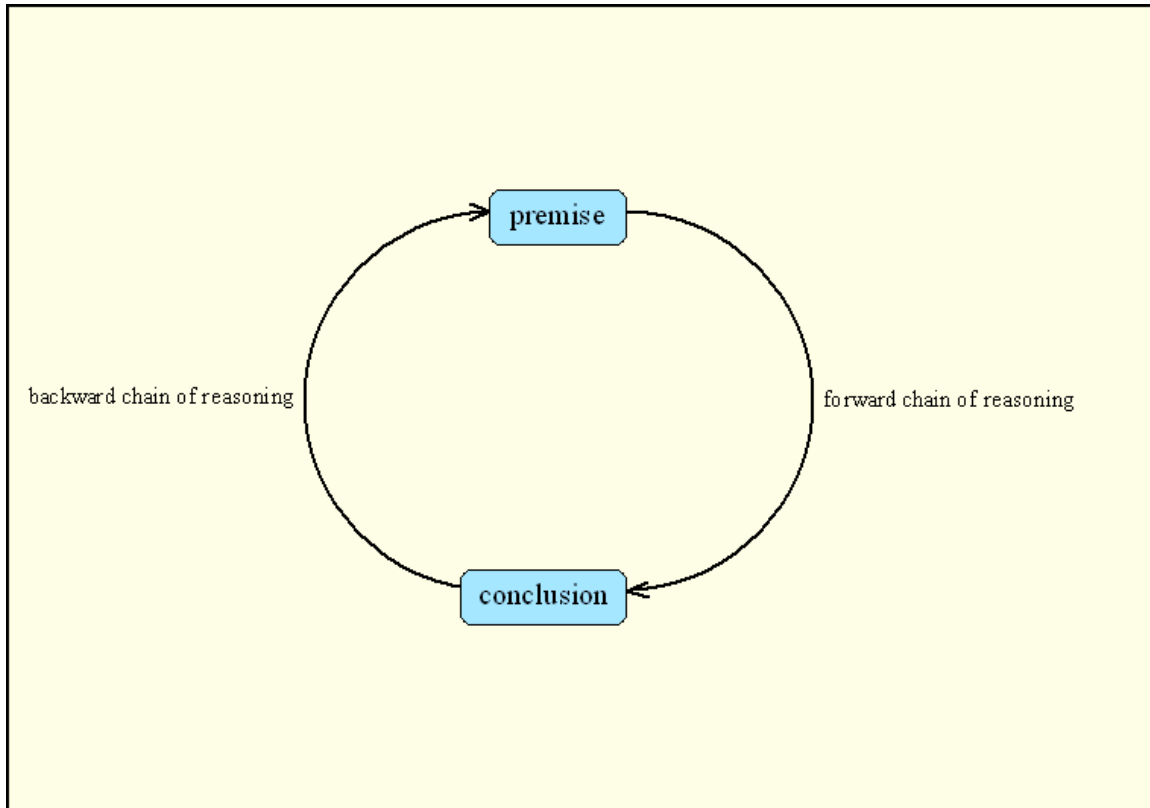 premise
backward chain of reasoning
forward chain of reasoning
conclusion